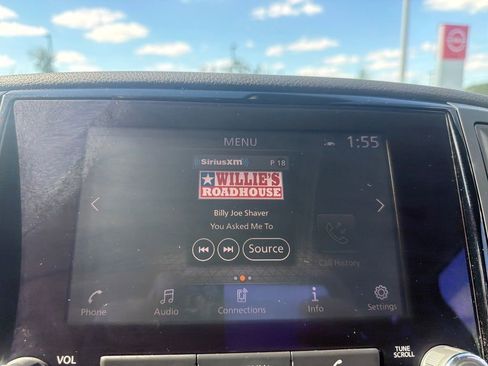 MENU
1:55
SiriusXM
P 18
WILLIE'S
ROADHOUSE
Billy Joe Shaver
You Asked Me To
Source
Call History
Phone
Audio
Connections
Info
Settings
VOL
TUNE
SCROLL